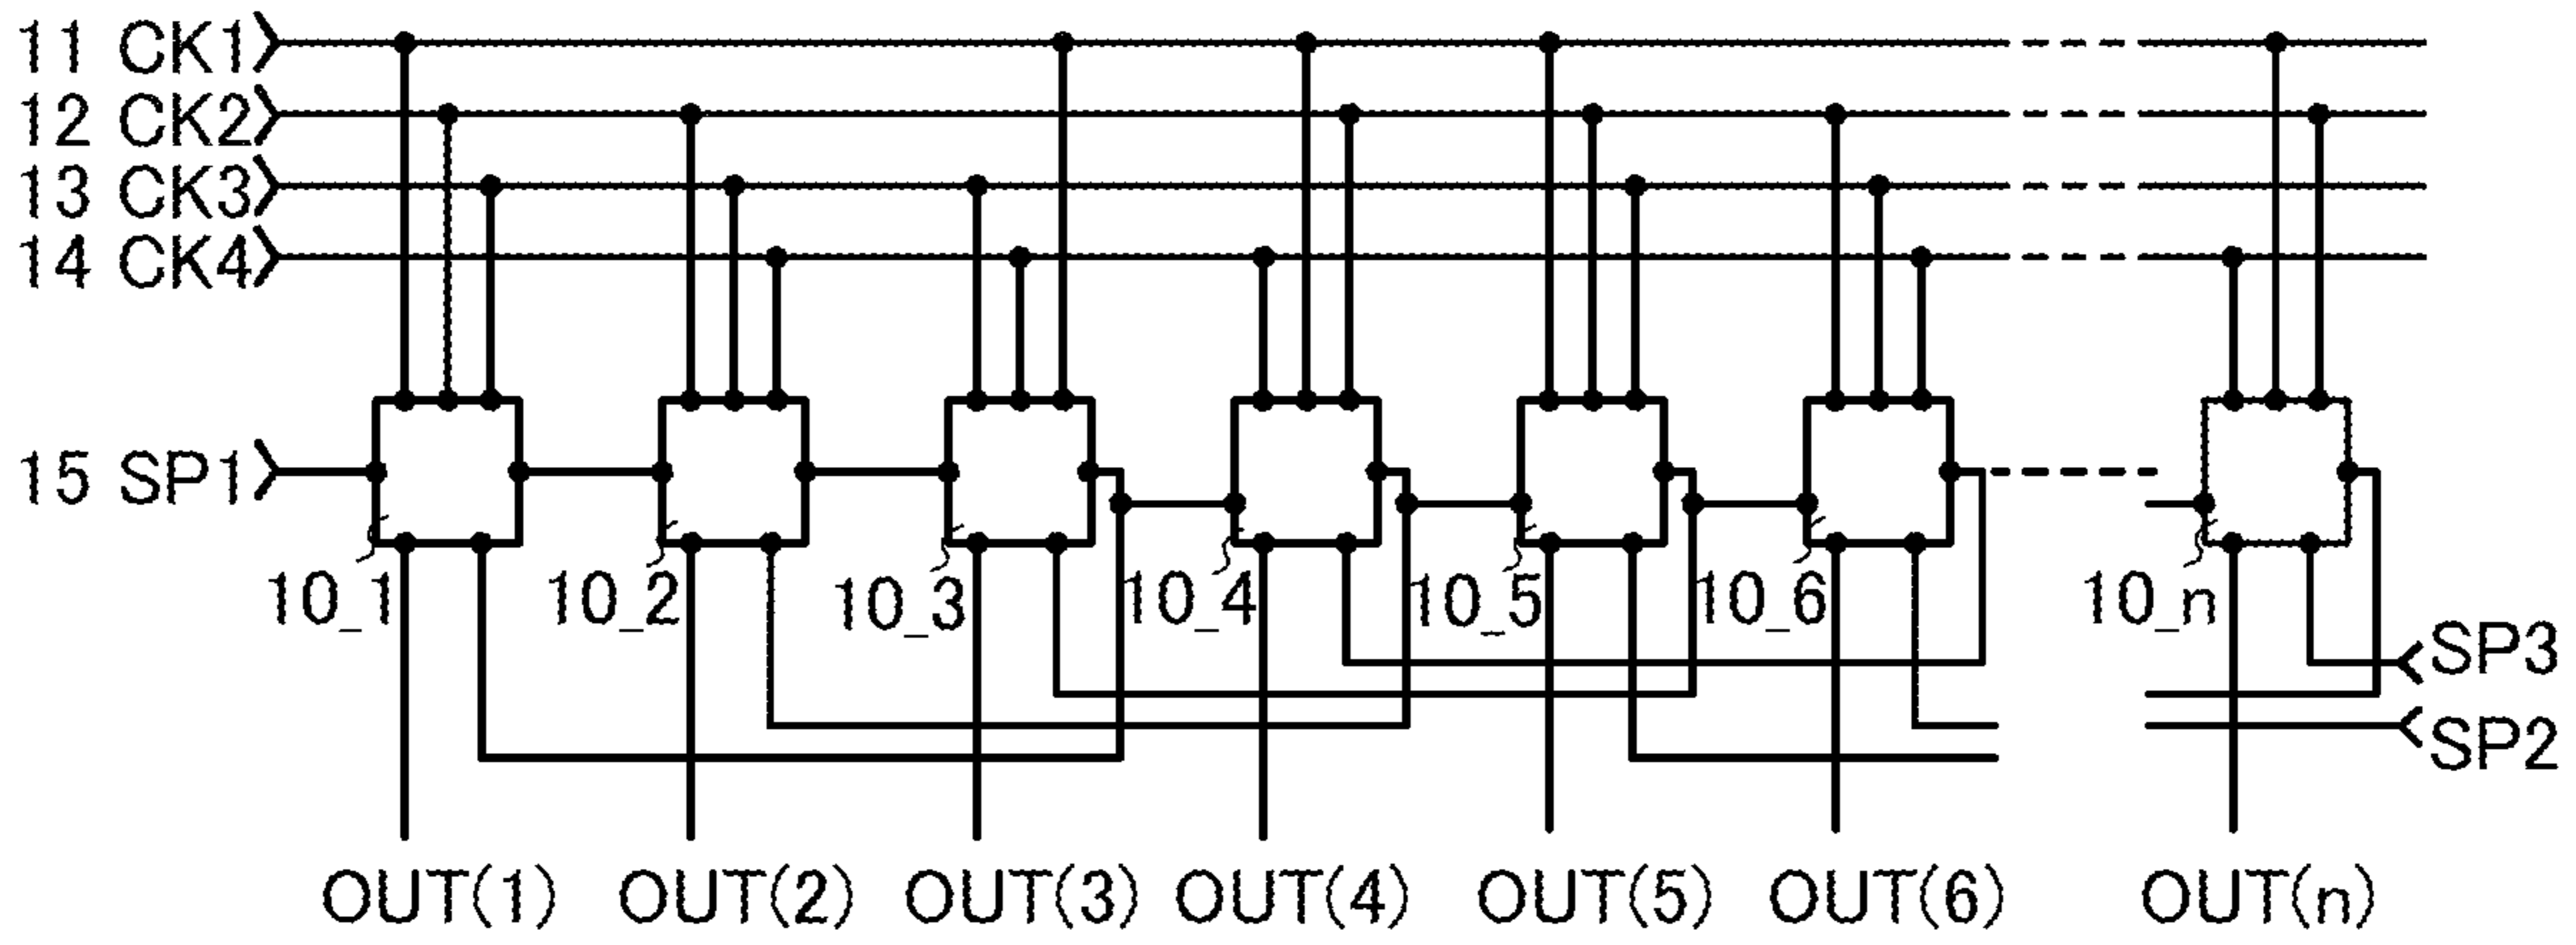 11 CK1
12 CK2
13 CK3
14 CK4
15 SP1
10_1 10_2 10_3 10_4 10_5 10_6 10_n
SP3
SP2
OUT(1) OUT(2) OUT(3) OUT(4) OUT(5) OUT(6) OUT(n)